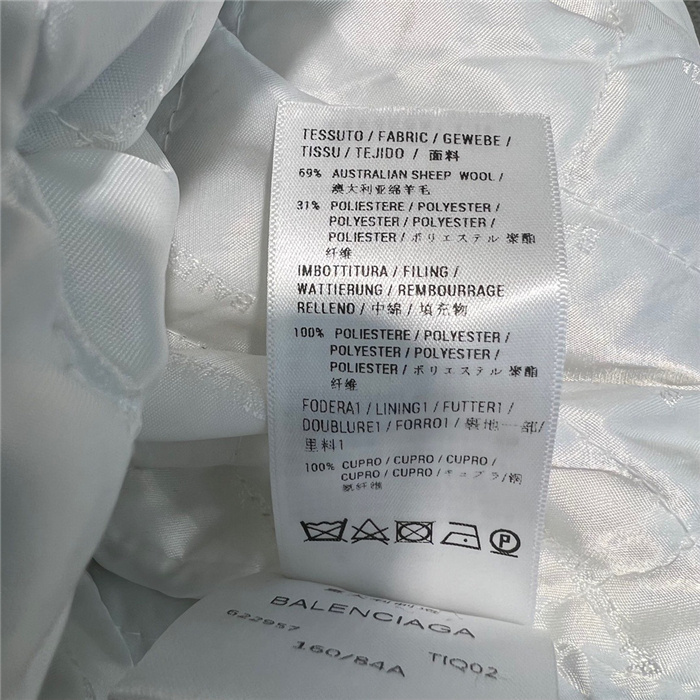 TESSUTO / FABRIC / GEWEBE /
TISSU / TEJIDO / 面料
69% AUSTRALIAN SHEEP WOOL /
澳大利亚绵羊毛
31% POLIESTERE / POLYESTER /
POLYESTER / POLYESTER /
POLIESTER / ポリエステル 聚酯
纤维
IMBOTTITURA / FILING /
WATTIERUNG / REMBOURRAGE
RELLENO / 中綿 / 填充物
100% POLIESTERE / POLYESTER /
POLYESTER / POLYESTER /
POLIESTER / ポリエステル 聚酯
纤维
FODERA1 / LINING1 / FUTTER1 /
DOUBLURE1 / FORRO1 / 裏地一部/
里料1
100% CUPRO / CUPRO / CUPRO /
CUPRO / CUPRO / キュプラ/铜
氨纤维
P
BALENCIAGA
622957 TIQ02
160/84A